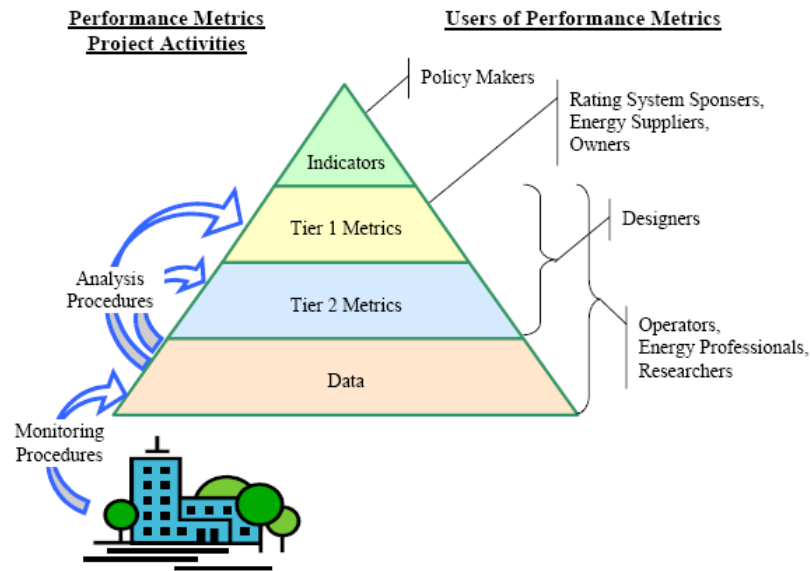 Performance Metrics
Project Activities
Users of Performance Metrics
Policy Makers
Rating System Sponsers,
Energy Suppliers,
Owners
Indicators
Tier 1 Metrics
Designers
Analysis
Procedures
Tier 2 Metrics
Operators,
Energy Professionals,
Researchers
Data
Monitoring
Procedures